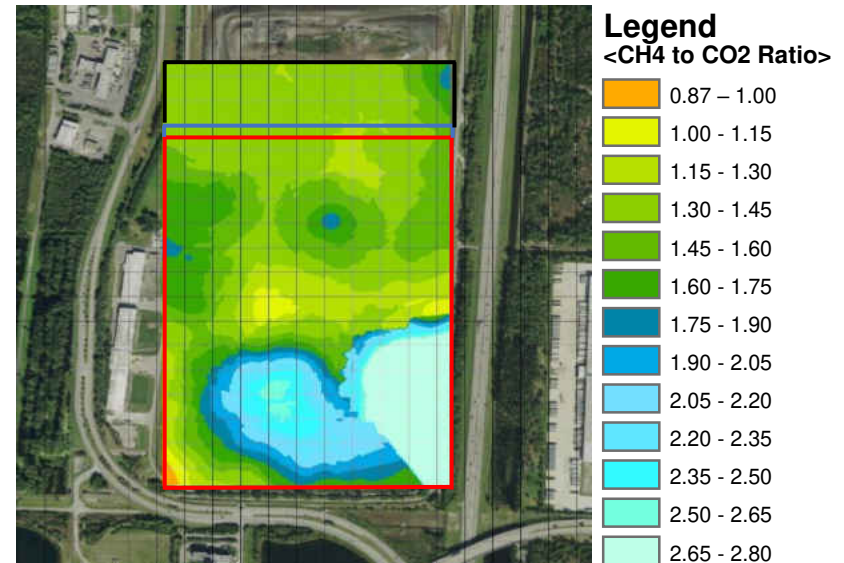 Legend
<CH4 to CO2 Ratio>
0.87 – 1.00
1.00 - 1.15
1.15 - 1.30
1.30 - 1.45
1.45 - 1.60
1.60 - 1.75
1.75 - 1.90
1.90 - 2.05
2.05 - 2.20
2.20 - 2.35
2.35 - 2.50
2.50 - 2.65
2.65 - 2.80